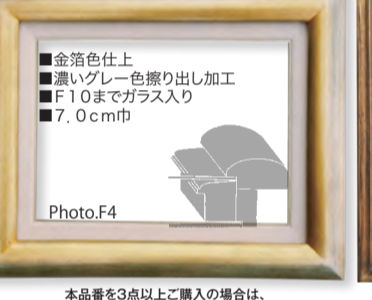 ■金箔色仕上
■濃いグレー色擦り出し加工
■F10までガラス入り
■7.0cm巾
Photo.F4
本品番を3点以上ご購入の場合は、